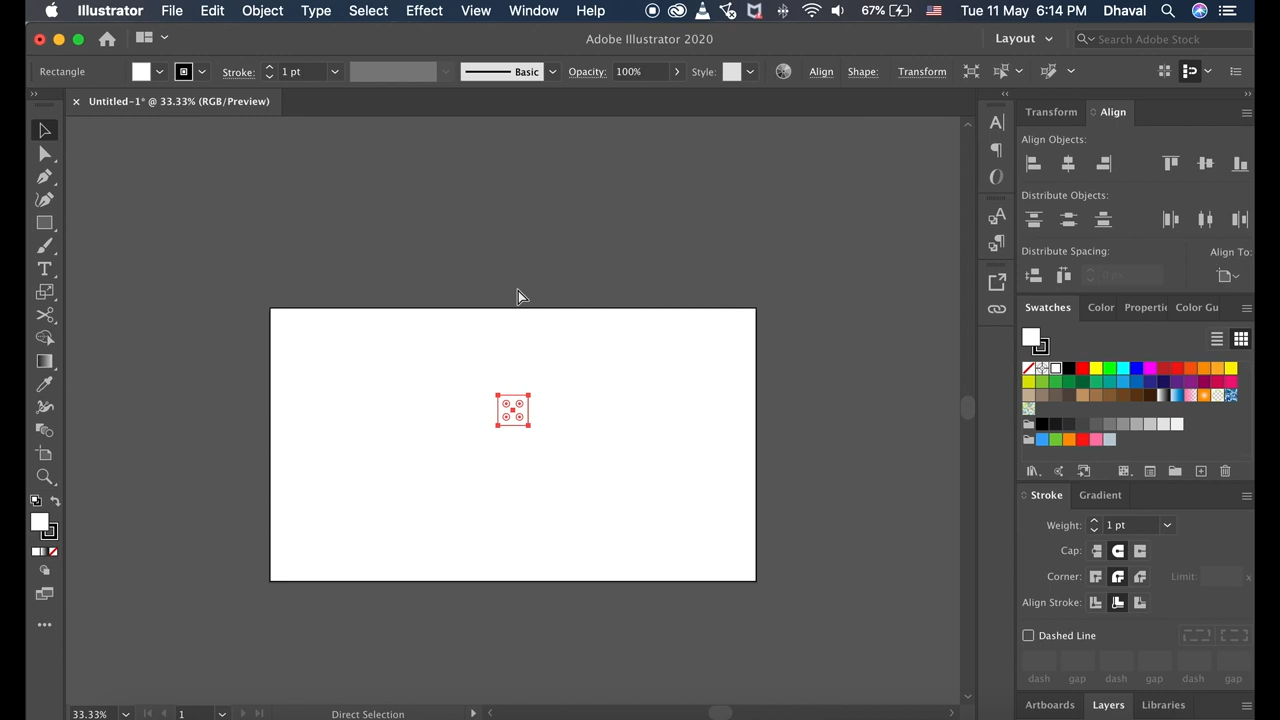 Illustrator File Edit Object Type Select Effect View Window Help 67% Tue 11 May 6:14 PM Dhaval
Adobe Illustrator 2020 Layout Search Adobe Stock
Rectangle Stroke: 1 pt Basic Opacity: 100% Style: Align Shape: Transform
× Untitled-1* @ 33.33% (RGB/Preview)
Transform Align
Align Objects:
Distribute Objects:
Distribute Spacing: Align To:
0 px
Swatches Color Properti Color Gu
Stroke Gradient
Weight: 1 pt
Cap:
Corner: Limit: x
Align Stroke:
Dashed Line
dash gap dash gap dash gap
33.33% 1 Direct Selection Artboards Layers Libraries